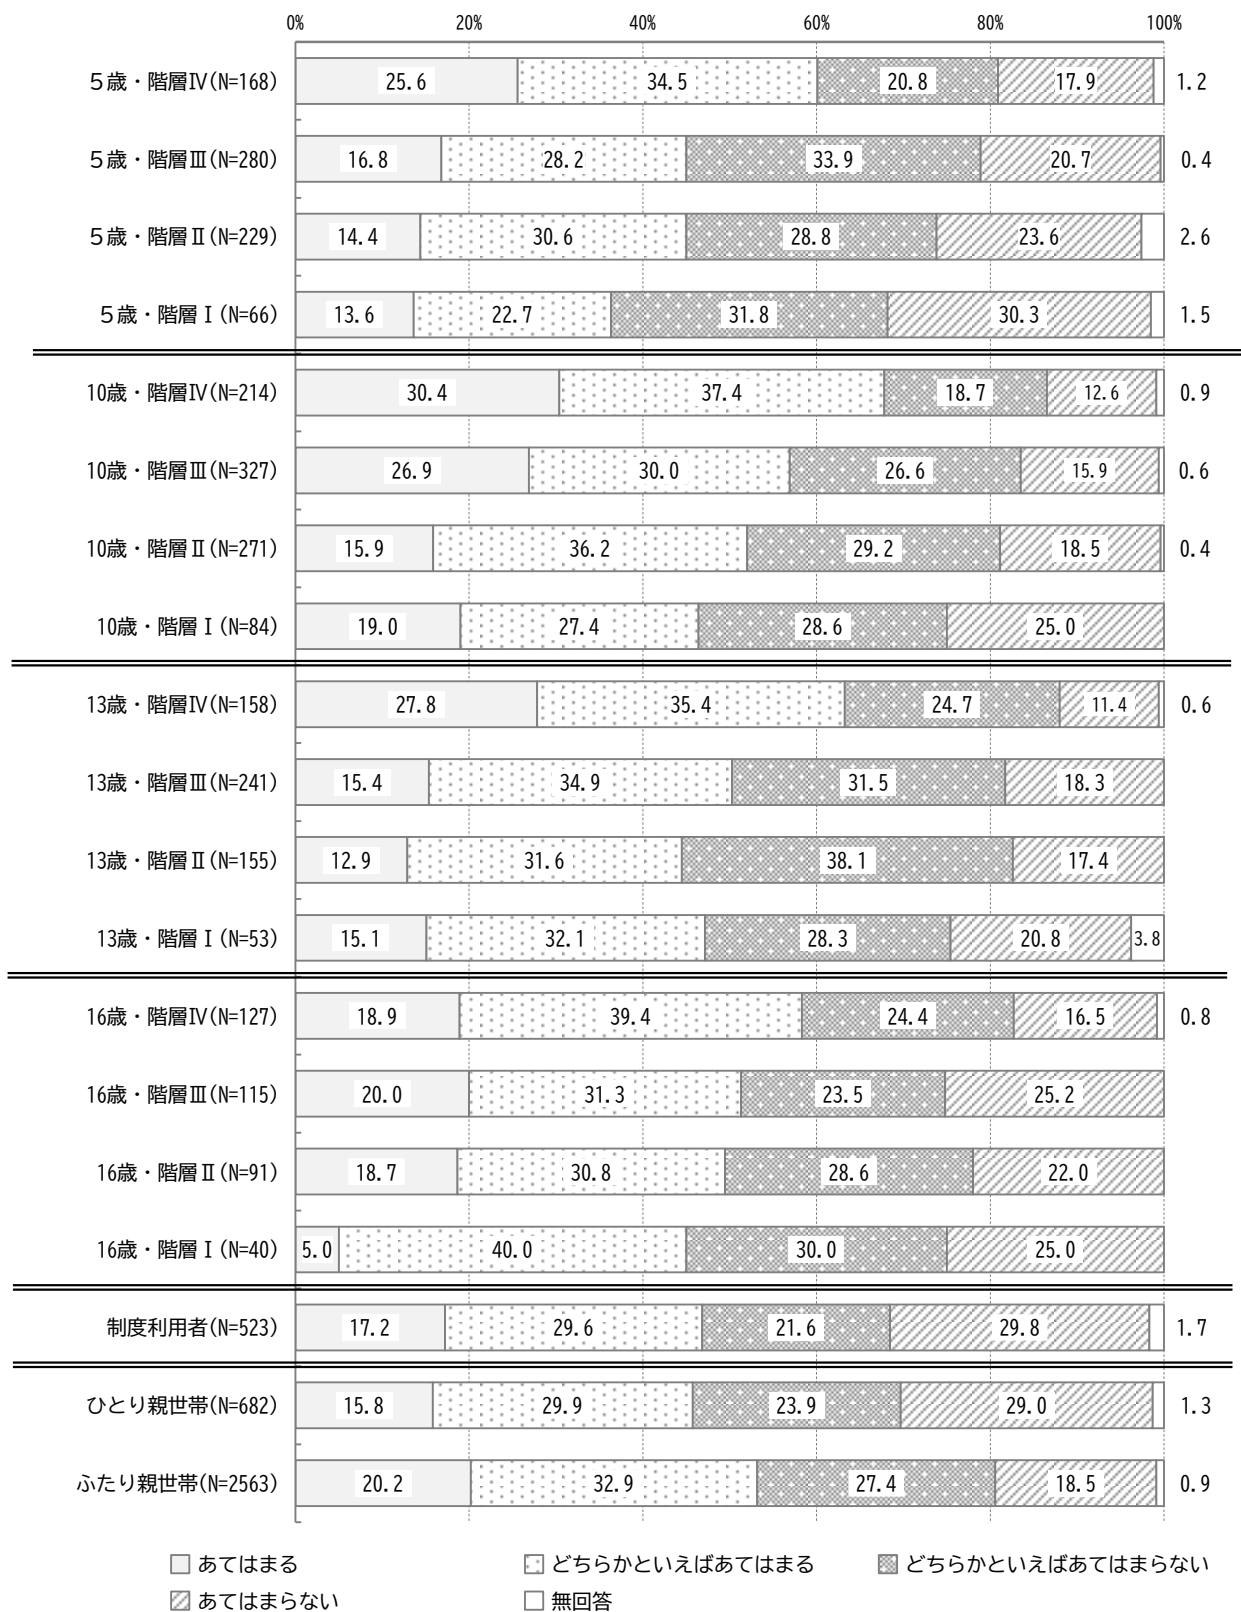 0% 20% 40% 60% 80% 100%
5歳・階層Ⅳ(N=168) 25.6 34.5 20.8 17.9 1.2
5歳・階層Ⅲ(N=280) 16.8 28.2 33.9 20.7 0.4
5歳・階層Ⅱ(N=229) 14.4 30.6 28.8 23.6 2.6
5歳・階層Ⅰ(N=66) 13.6 22.7 31.8 30.3 1.5
10歳・階層Ⅳ(N=214) 30.4 37.4 18.7 12.6 0.9
10歳・階層Ⅲ(N=327) 26.9 30.0 26.6 15.9 0.6
10歳・階層Ⅱ(N=271) 15.9 36.2 29.2 18.5 0.4
10歳・階層Ⅰ(N=84) 19.0 27.4 28.6 25.0
13歳・階層Ⅳ(N=158) 27.8 35.4 24.7 11.4 0.6
13歳・階層Ⅲ(N=241) 15.4 34.9 31.5 18.3
13歳・階層Ⅱ(N=155) 12.9 31.6 38.1 17.4
13歳・階層Ⅰ(N=53) 15.1 32.1 28.3 20.8 3.8
16歳・階層Ⅳ(N=127) 18.9 39.4 24.4 16.5 0.8
16歳・階層Ⅲ(N=115) 20.0 31.3 23.5 25.2
16歳・階層Ⅱ(N=91) 18.7 30.8 28.6 22.0
16歳・階層Ⅰ(N=40) 5.0 40.0 30.0 25.0
制度利用者(N=523) 17.2 29.6 21.6 29.8 1.7
ひとり親世帯(N=682) 15.8 29.9 23.9 29.0 1.3
ふたり親世帯(N=2563) 20.2 32.9 27.4 18.5 0.9
あてはまる どちらかといえばあてはまる どちらかといえばあてはまらない
あてはまらない 無回答